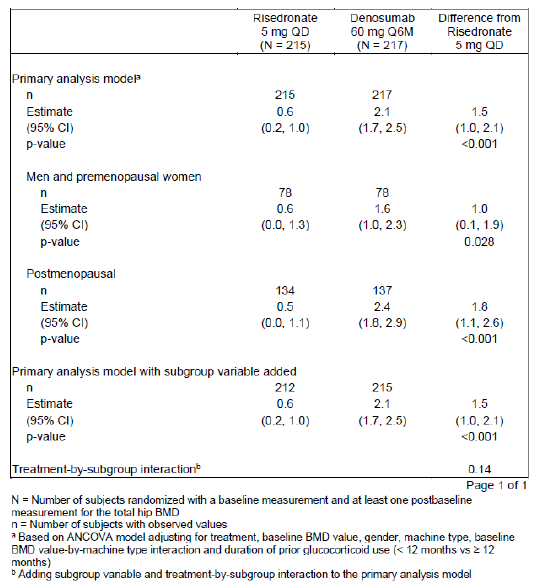 Risedronate Denosumab Difference from
5 mg QD 60 mg Q6M Risedronate
(N = 215) (N = 217) 5 mg QD
Primary analysis modelª
n 215 217
Estimate 0.6 2.1 1.5
(95% CI) (0.2, 1.0) (1.7, 2.5) (1.0, 2.1)
p-value <0.001
Men and premenopausal women
n 78 78
Estimate 0.6 1.6 1.0
(95% CI) (0.0, 1.3) (1.0, 2.3) (0.1, 1.9)
p-value 0.028
Postmenopausal
n 134 137
Estimate 0.5 2.4 1.8
(95% CI) (0.0, 1.1) (1.8, 2.9) (1.1, 2.6)
p-value <0.001
Primary analysis model with subgroup variable added
n 212 215
Estimate 0.6 2.1 1.5
(95% CI) (0.2, 1.0) (1.7, 2.5) (1.0, 2.1)
p-value <0.001
Treatment-by-subgroup interactionᵇ 0.14
Page 1 of 1
N = Number of subjects randomized with a baseline measurement and at least one postbaseline
measurement for the total hip BMD
n = Number of subjects with observed values
ª Based on ANCOVA model adjusting for treatment, baseline BMD value, gender, machine type, baseline
BMD value-by-machine type interaction and duration of prior glucocorticoid use (< 12 months vs ≥ 12
months)
ᵇ Adding subgroup variable and treatment-by-subgroup interaction to the primary analysis model